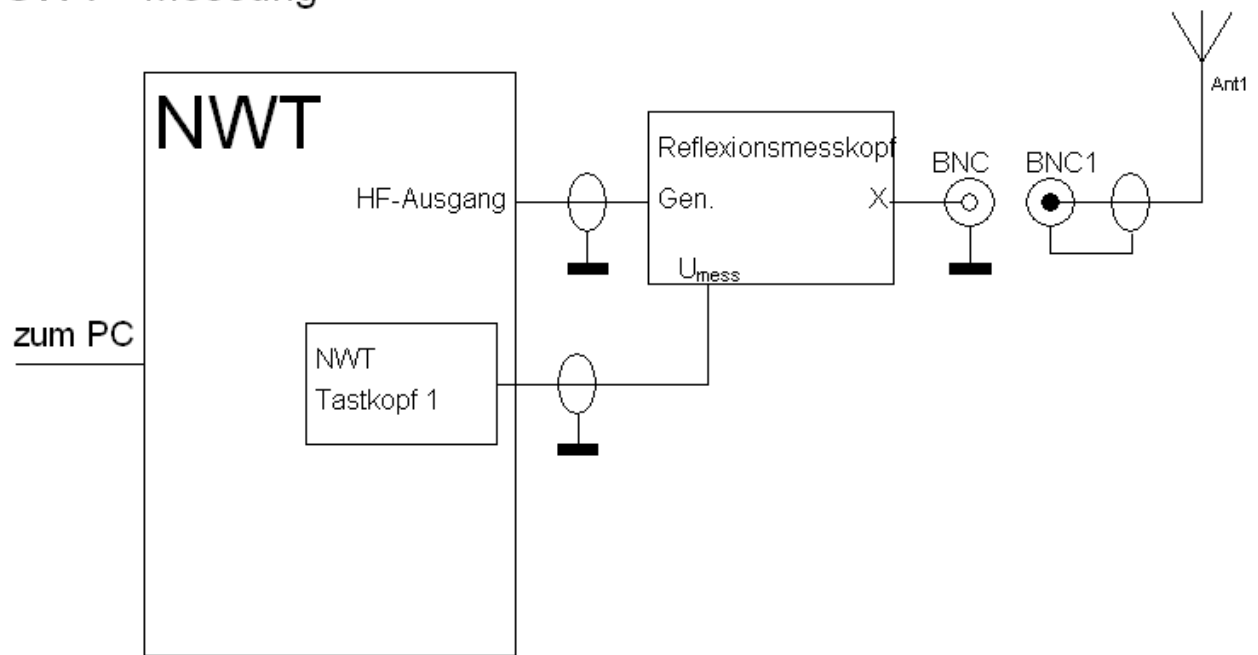 NWT
Reflexionsmesskopf
Ant1
BNC
BNC1
HF-Ausgang
Gen.
X
Umess
zum PC
NWT
Tastkopf 1